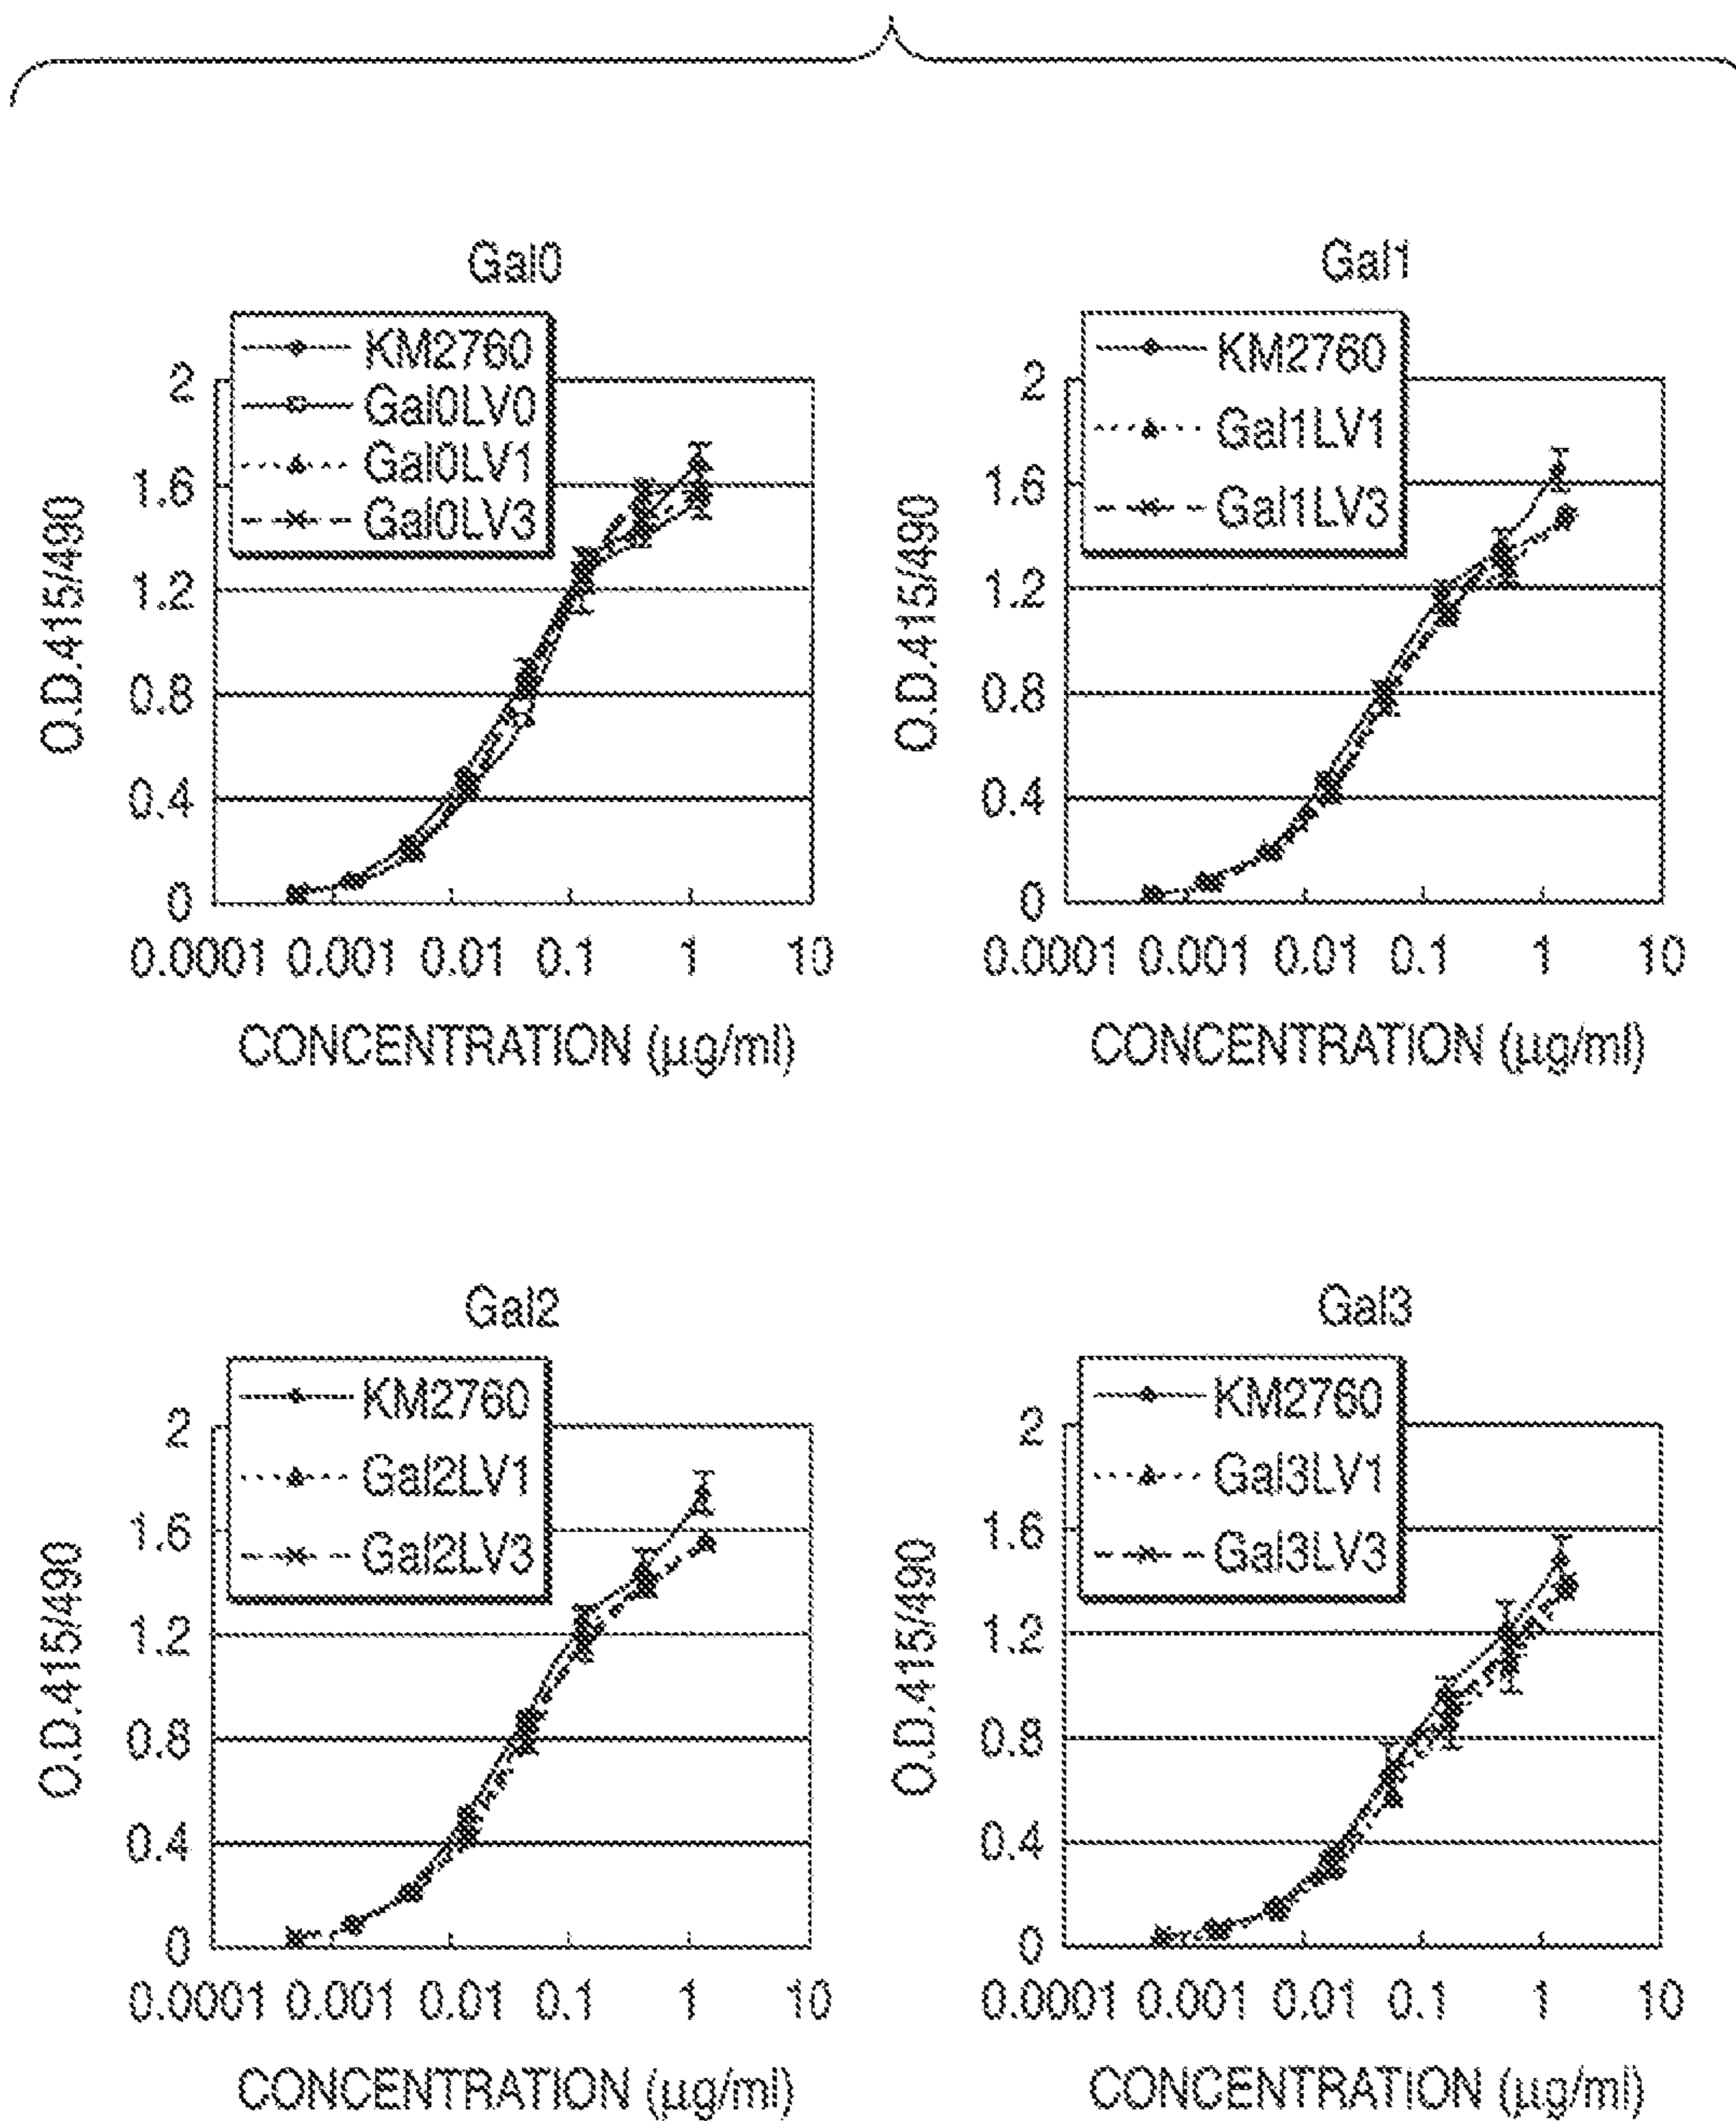 Gal0
KM2760
Gal0LV0
Gal0LV1
Gal0LV3
O.D.415/490
2
1.6
1.2
0.8
0.4
0
0.0001 0.001 0.01 0.1 1 10
CONCENTRATION (µg/ml)
Gal1
KM2760
Gal1LV1
Gal1LV3
O.D.415/490
2
1.6
1.2
0.8
0.4
0
0.0001 0.001 0.01 0.1 1 10
CONCENTRATION (µg/ml)
Gal2
KM2760
Gal2LV1
Gal2LV3
O.D.415/490
2
1.6
1.2
0.8
0.4
0
0.0001 0.001 0.01 0.1 1 10
CONCENTRATION (µg/ml)
Gal3
KM2760
Gal3LV1
Gal3LV3
O.D.415/490
2
1.6
1.2
0.8
0.4
0
0.0001 0.001 0.01 0.1 1 10
CONCENTRATION (µg/ml)